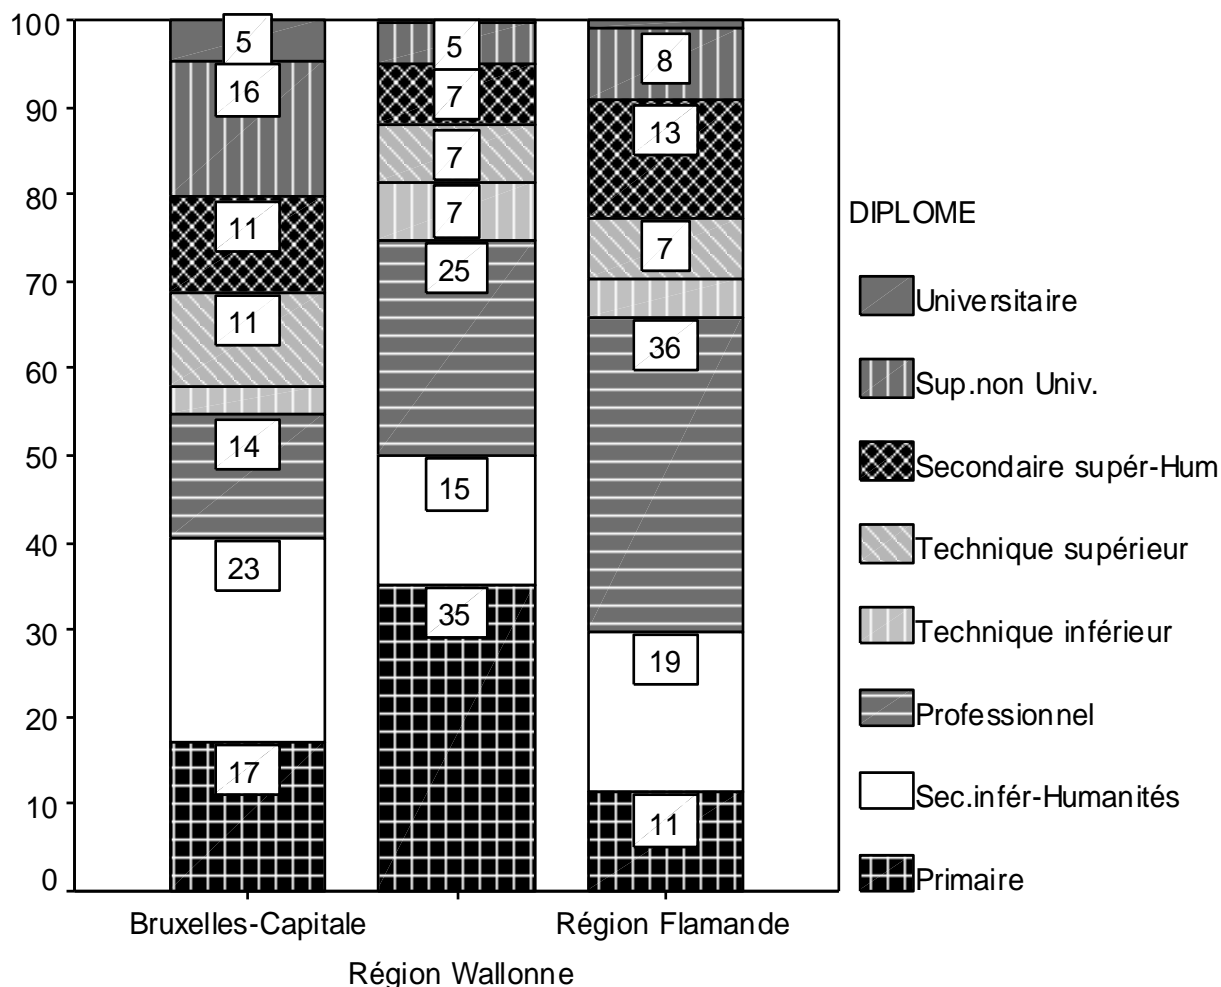 100
90
80
70
60
50
40
30
20
10
0
5
16
11
11
14
23
17
5
7
7
7
25
15
35
8
13
7
36
19
11
Bruxelles-Capitale
Région Wallonne
Région Flamande
DIPLOME
Universitaire
Sup.non Univ.
Secondaire supér-Hum
Technique supérieur
Technique inférieur
Professionnel
Sec.infér-Humanités
Primaire